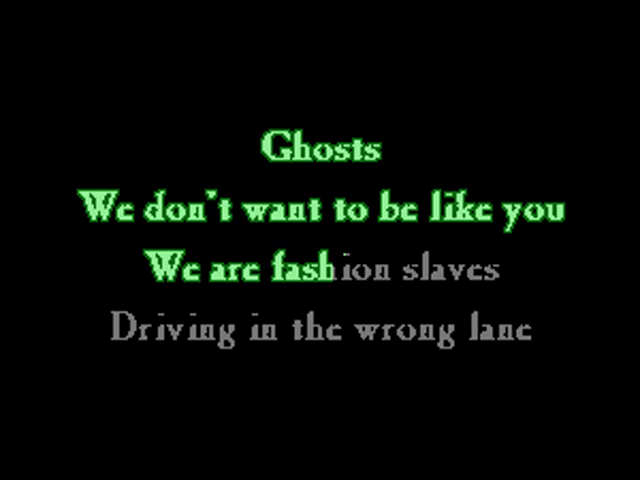 Ghosts
We don't want to be like you
We are fashion slaves
Driving in the wrong lane